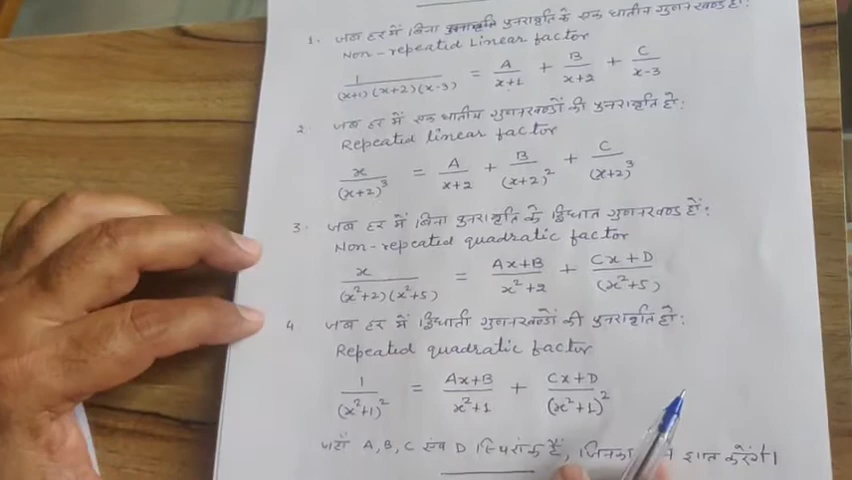 1. जब हर में बिना पुनरावृत्ति के एक घातीय गुणनखण्ड हों:
Non-repeated Linear factor
1/((x+1)(x+2)(x-3)) = A/(x+1) + B/(x+2) + C/(x-3)
2. जब हर में एक घातीय गुणनखण्डों की पुनरावृत्ति हो:
Repeated linear factor
x/(x+2)³ = A/(x+2) + B/(x+2)² + C/(x+2)³
3. जब हर में बिना पुनरावृत्ति के द्विघात गुणनखण्ड हों:
Non-repeated quadratic factor
x/((x²+2)(x²+5)) = (Ax+B)/(x²+2) + (Cx+D)/(x²+5)
4 जब हर में द्विघाती गुणनखण्डों की पुनरावृत्ति हो:
Repeated quadratic factor
1/(x²+1)² = (Ax+B)/(x²+1) + (Cx+D)/(x²+1)²
जहाँ A, B, C एवं D स्थिरांक हैं, जिनका ज्ञात करेंगे।